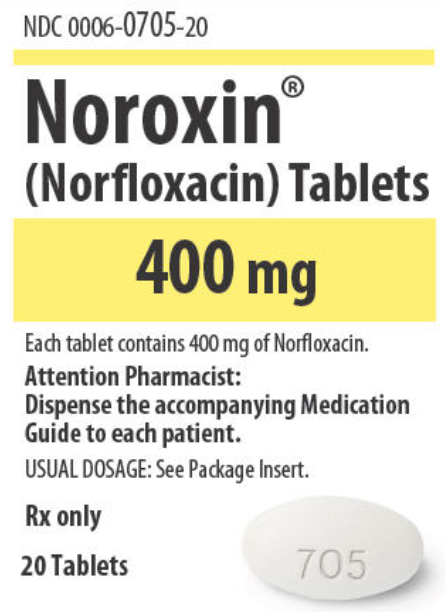 NDC 0006-0705-20
Noroxin®
(Norfloxacin) Tablets
400 mg
Each tablet contains 400 mg of Norfloxacin.
Attention Pharmacist:
Dispense the accompanying Medication
Guide to each patient.
USUAL DOSAGE: See Package Insert.
Rx only
20 Tablets
705